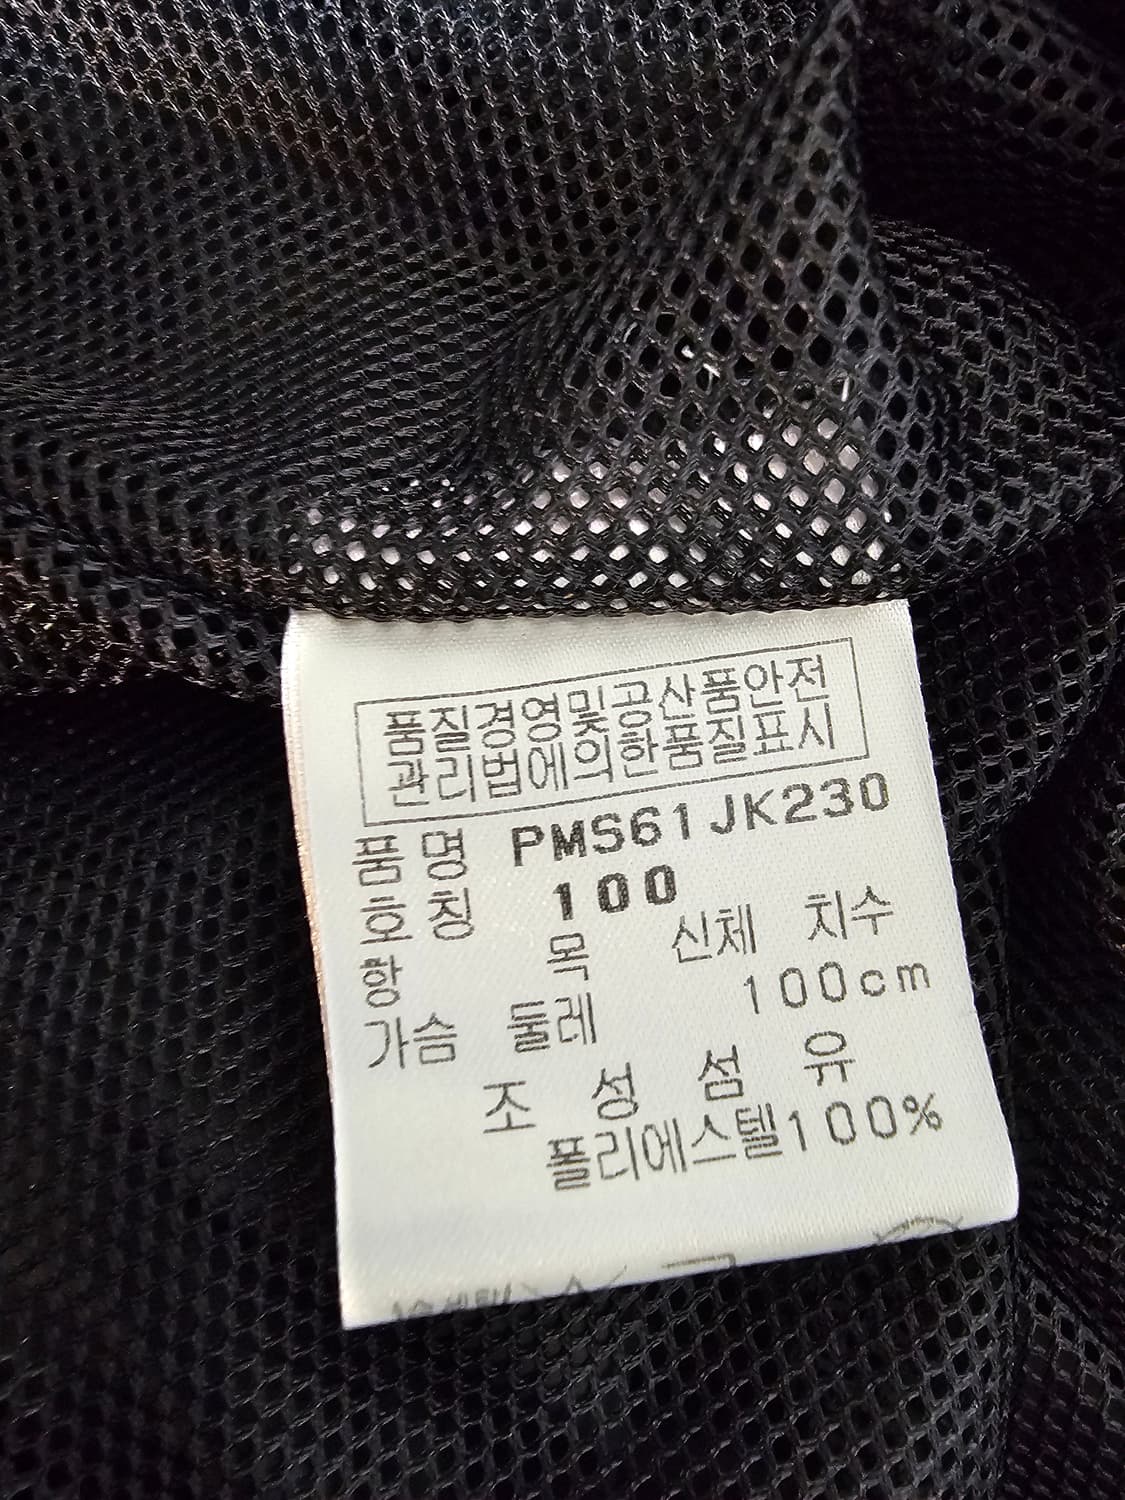 품질경영및공산품안전
관리법에의한품질표시
품 명 PMS61JK230
호 칭 100
항 목 신체 치수
가슴 둘레 100cm
조 성 섬 유
폴리에스텔100%